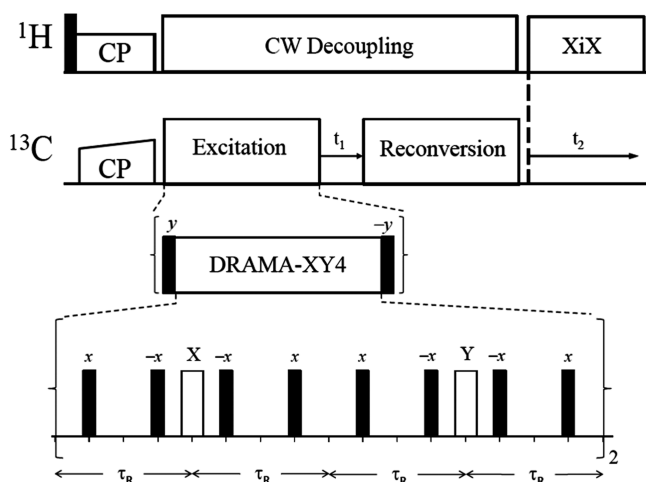 ¹H
CP
CW Decoupling
XiX
¹³C
CP
Excitation
t₁
Reconversion
t₂
y
−y
DRAMA-XY4
x −x X −x x x −x Y −x x
2
τR τR τR τR